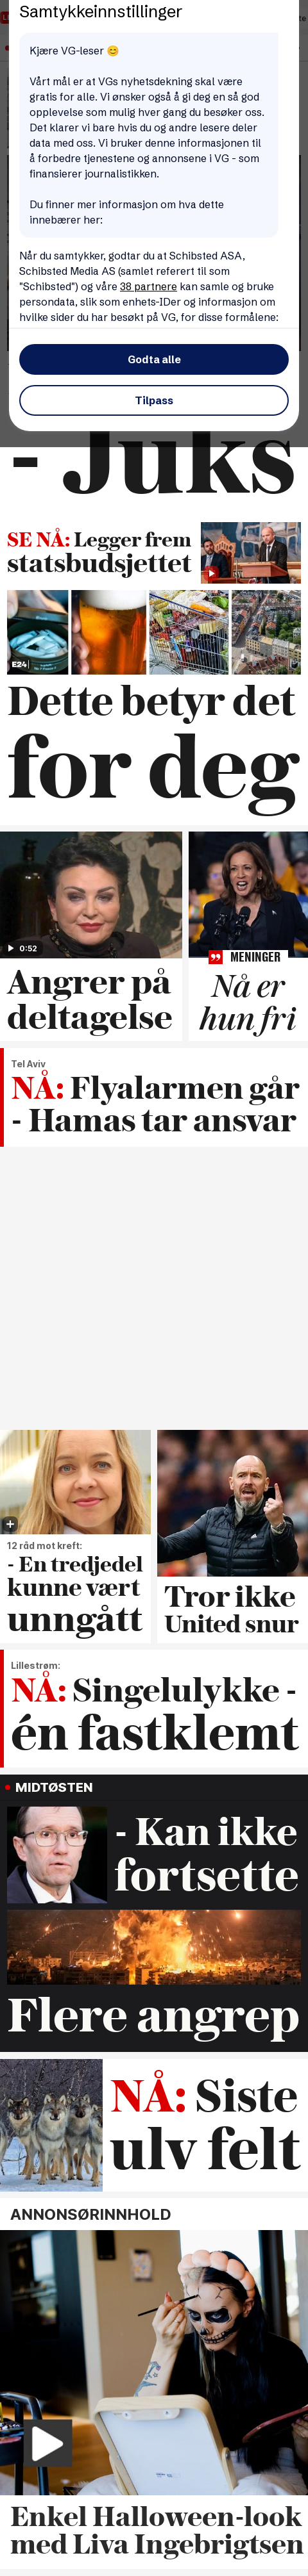 Samtykkeinnstillinger
Kjære VG-leser 😊
Vårt mål er at VGs nyhetsdekning skal være
gratis for alle. Vi ønsker også å gi deg en så god
opplevelse som mulig hver gang du besøker oss.
Det klarer vi bare hvis du og andre lesere deler
data med oss. Vi bruker denne informasjonen til
å forbedre tjenestene og annonsene i VG - som
finansierer journalistikken.
Du finner mer informasjon om hva dette
innebærer her:
Når du samtykker, godtar du at Schibsted ASA,
Schibsted Media AS (samlet referert til som
"Schibsted") og våre 38 partnere kan samle og bruke
persondata, slik som enhets-IDer og informasjon om
hvilke sider du har besøkt på VG, for disse formålene:
Godta alle
Tilpass
- Juks
SE NÅ: Legger frem
statsbudsjettet
E24
Dette betyr det
for deg
0:52
Angrer på
deltagelse
MENINGER
Nå er
hun fri
Tel Aviv
NÅ: Flyalarmen går
- Hamas tar ansvar
12 råd mot kreft:
- En tredjedel
kunne vært
unngått
Tror ikke
United snur
Lillestrøm:
NÅ: Singelulykke -
én fastklemt
MIDTØSTEN
- Kan ikke
fortsette
Flere angrep
NÅ: Siste
ulv felt
ANNONSØRINNHOLD
Enkel Halloween-look
med Liva Ingebrigtsen